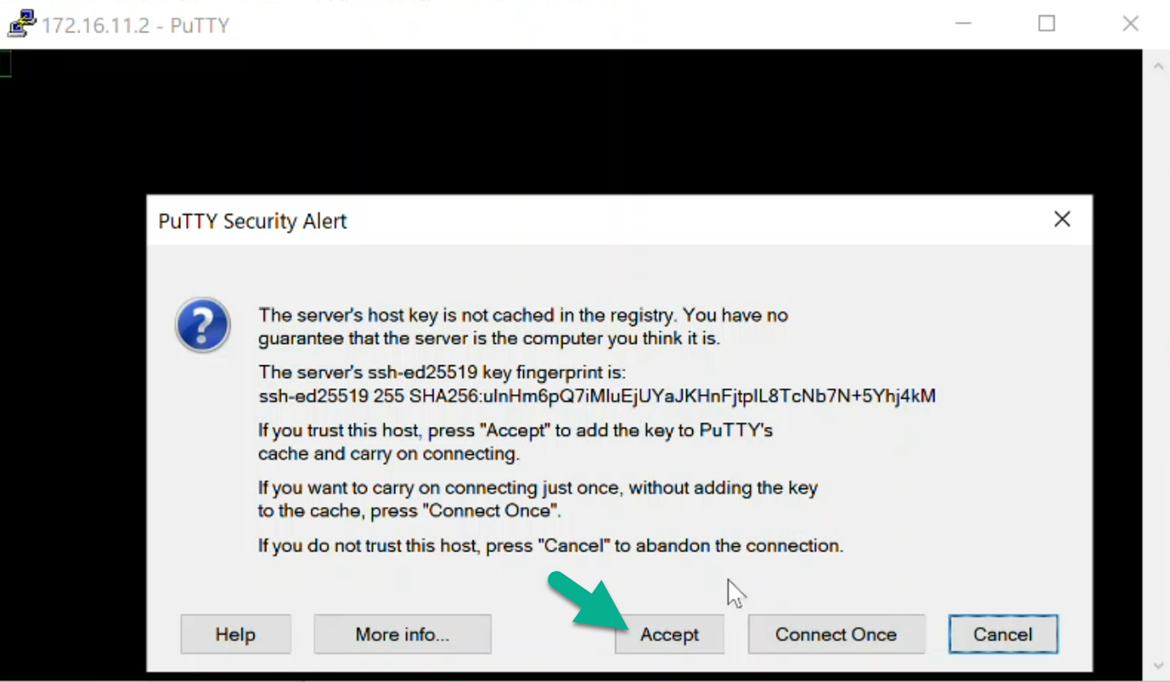 172.16.11.2 - PuTTY
PuTTY Security Alert
The server's host key is not cached in the registry. You have no
guarantee that the server is the computer you think it is.
The server's ssh-ed25519 key fingerprint is:
ssh-ed25519 255 SHA256:ulnHm6pQ7iMluEjUYaJKHnFjtplL8TcNb7N+5Yhj4kM
If you trust this host, press "Accept" to add the key to PuTTY's
cache and carry on connecting.
If you want to carry on connecting just once, without adding the key
to the cache, press "Connect Once".
If you do not trust this host, press "Cancel" to abandon the connection.
Help More info... Accept Connect Once Cancel